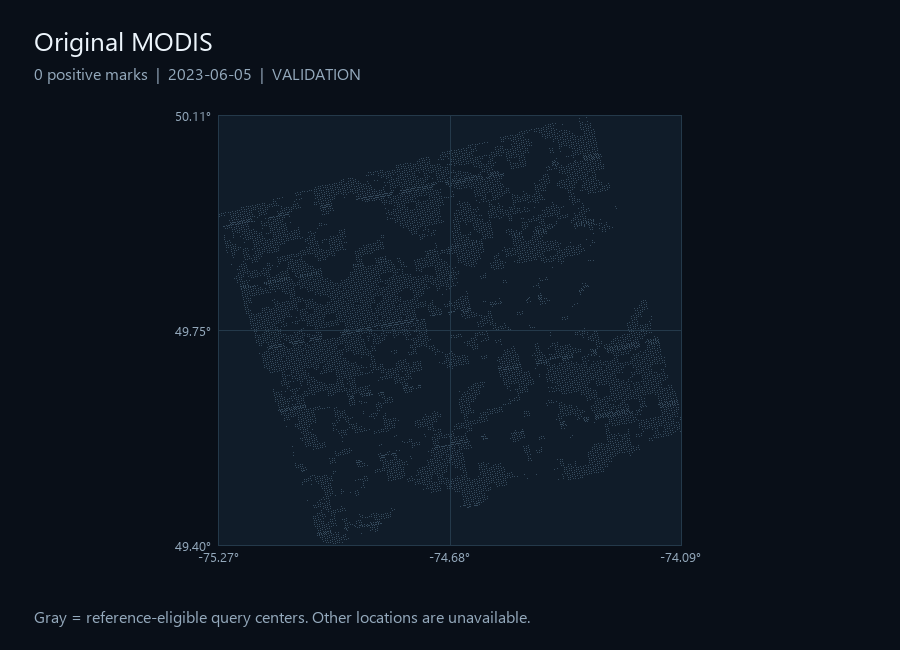 Original MODIS
0 positive marks | 2023-06-05 | VALIDATION
50.11°
49.75°
49.40°
-75.27°
-74.68°
-74.09°
Gray = reference-eligible query centers. Other locations are unavailable.